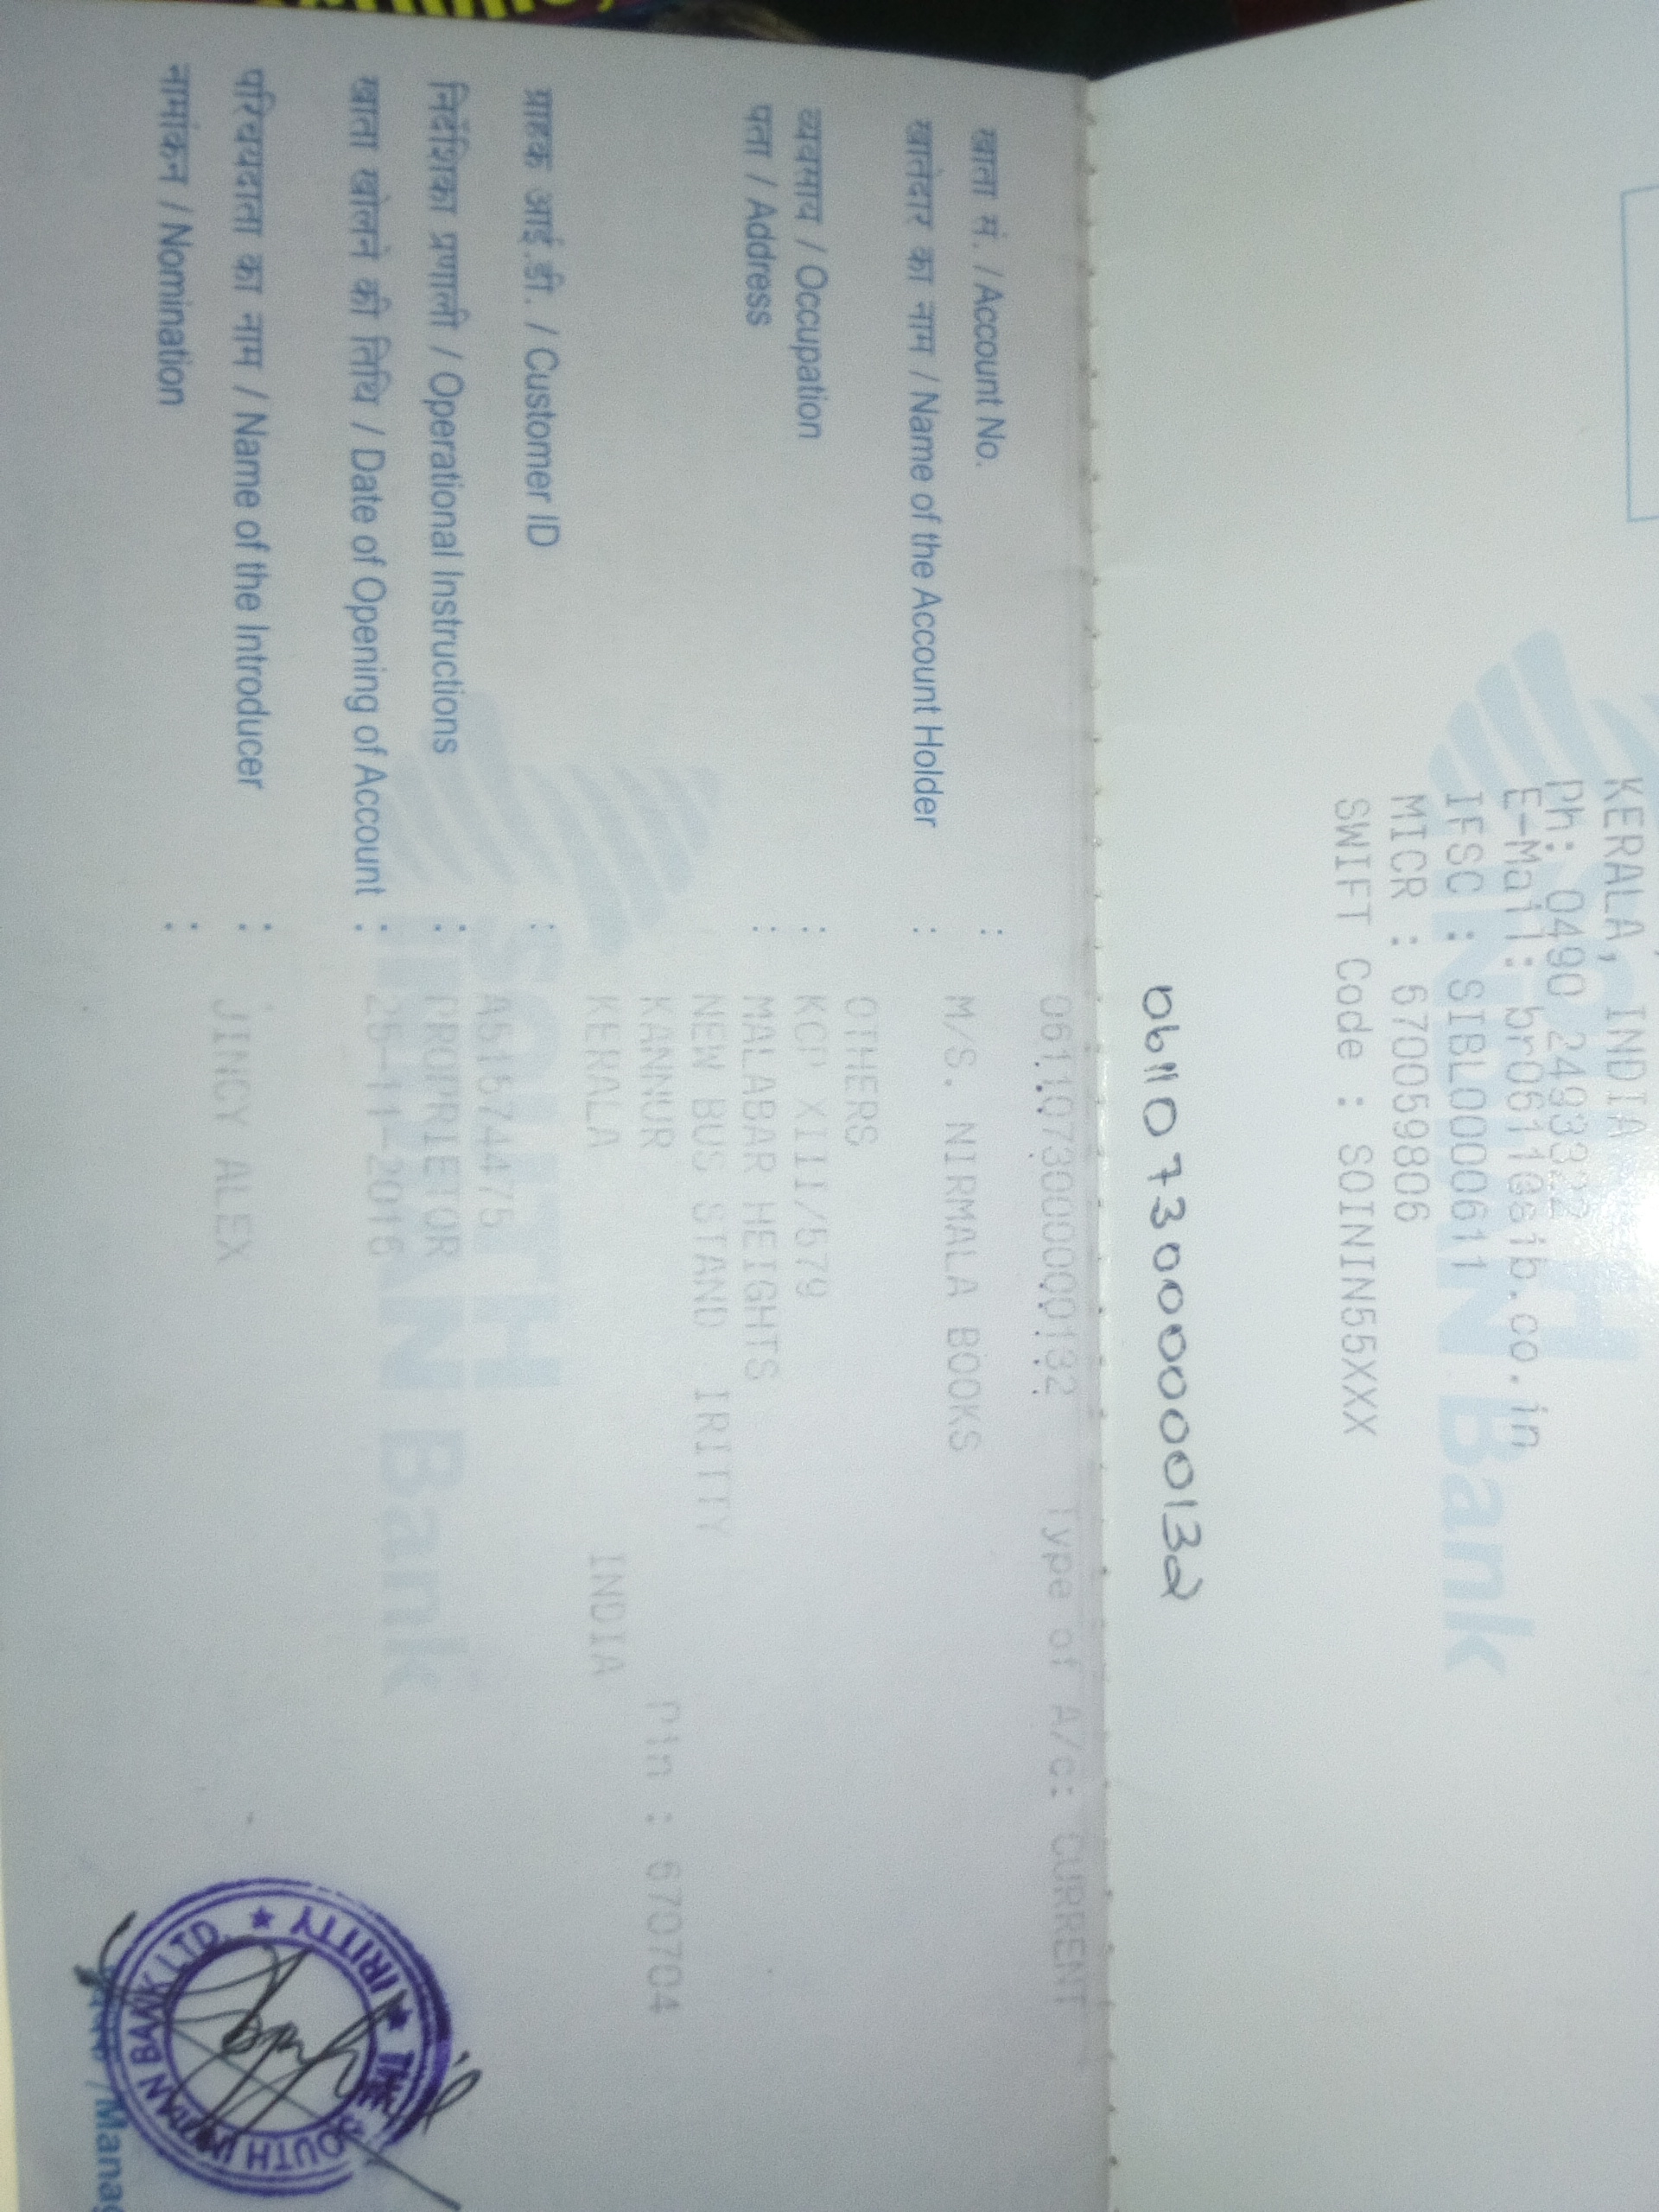 KERALA, INDIA
Ph: 0490 2493322
E-Mail: br0611@sib.co.in
IFSC : SIBL0000611
MICR : 670059806
SWIFT Code : SOININ55XXX
SOUTH
INDIAN Bank
0611073000000132
खाता सं. / Account No. : 0611073000000132 Type of A/c: CURRENT
खातेदार का नाम / Name of the Account Holder : M/S. NIRMALA BOOKS
OTHERS
व्यवसाय / Occupation : KCP XIII/579
पता / Address : MALABAR HEIGHTS
NEW BUS STAND IRITTY
KANNUR Pin : 670704
KERALA INDIA
ग्राहक आई.डी. / Customer ID :
A51574475
निर्देशिका प्रणाली / Operational Instructions : PROPRIETOR
खाता खोलने की तिथि / Date of Opening of Account : 25-11-2016
परिचयदाता का नाम / Name of the Introducer : JINCY ALEX
नामांकन / Nomination :
SOUTH
INDIAN Bank
THE SOUTH INDIAN BANK LTD. ★ IRITTY ★